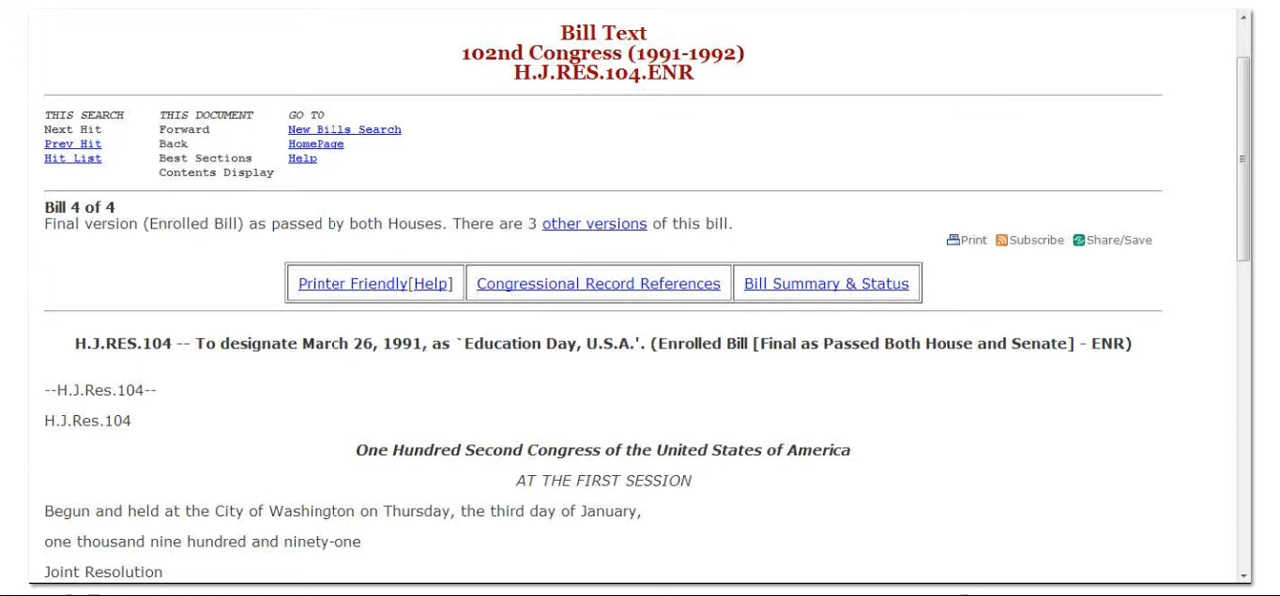 Bill Text
102nd Congress (1991-1992)
H.J.RES.104.ENR
THIS SEARCH THIS DOCUMENT GO TO
Next Hit Forward New Bills Search
Prev Hit Back HomePage
Hit List Best Sections Help
Contents Display
Bill 4 of 4
Final version (Enrolled Bill) as passed by both Houses. There are 3 other versions of this bill.
Print Subscribe Share/Save
Printer Friendly[Help] Congressional Record References Bill Summary & Status
H.J.RES.104 -- To designate March 26, 1991, as `Education Day, U.S.A.'. (Enrolled Bill [Final as Passed Both House and Senate] - ENR)
--H.J.Res.104--
H.J.Res.104
One Hundred Second Congress of the United States of America
AT THE FIRST SESSION
Begun and held at the City of Washington on Thursday, the third day of January,
one thousand nine hundred and ninety-one
Joint Resolution